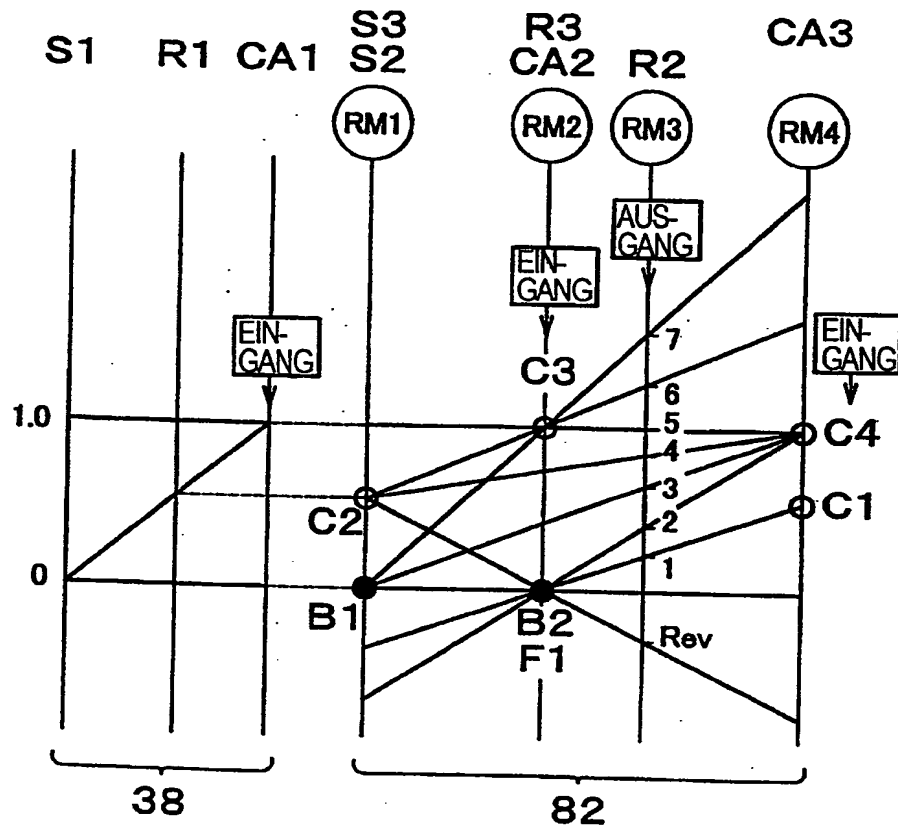 S1 R1 CA1 S3 R3 CA3
S2 CA2 R2
RM1 RM2 RM3 RM4
AUS-
GANG
EIN-
GANG
EIN-
GANG
EIN-
GANG
7
C3
6
1.0
5
C4
4
3
C2
C1
2
1
0
B1
B2
F1
Rev
38
82